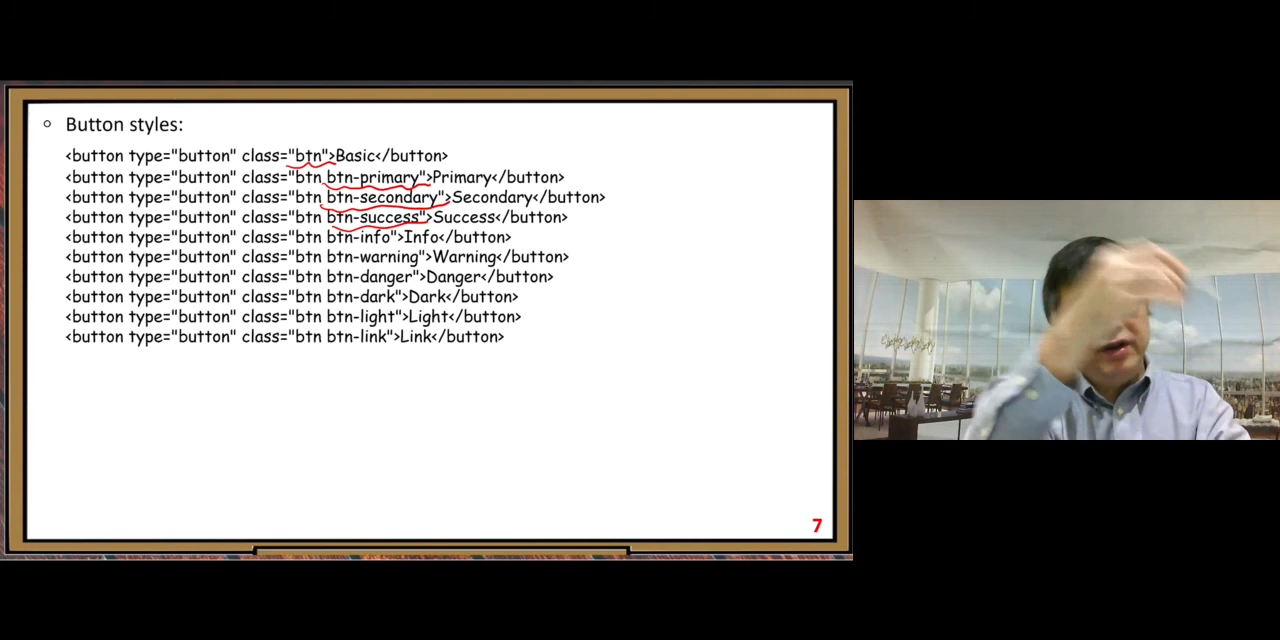 Button styles:
<button type="button" class="btn">Basic</button>
<button type="button" class="btn btn-primary">Primary</button>
<button type="button" class="btn btn-secondary">Secondary</button>
<button type="button" class="btn btn-success">Success</button>
<button type="button" class="btn btn-info">Info</button>
<button type="button" class="btn btn-warning">Warning</button>
<button type="button" class="btn btn-danger">Danger</button>
<button type="button" class="btn btn-dark">Dark</button>
<button type="button" class="btn btn-light">Light</button>
<button type="button" class="btn btn-link">Link</button>
7